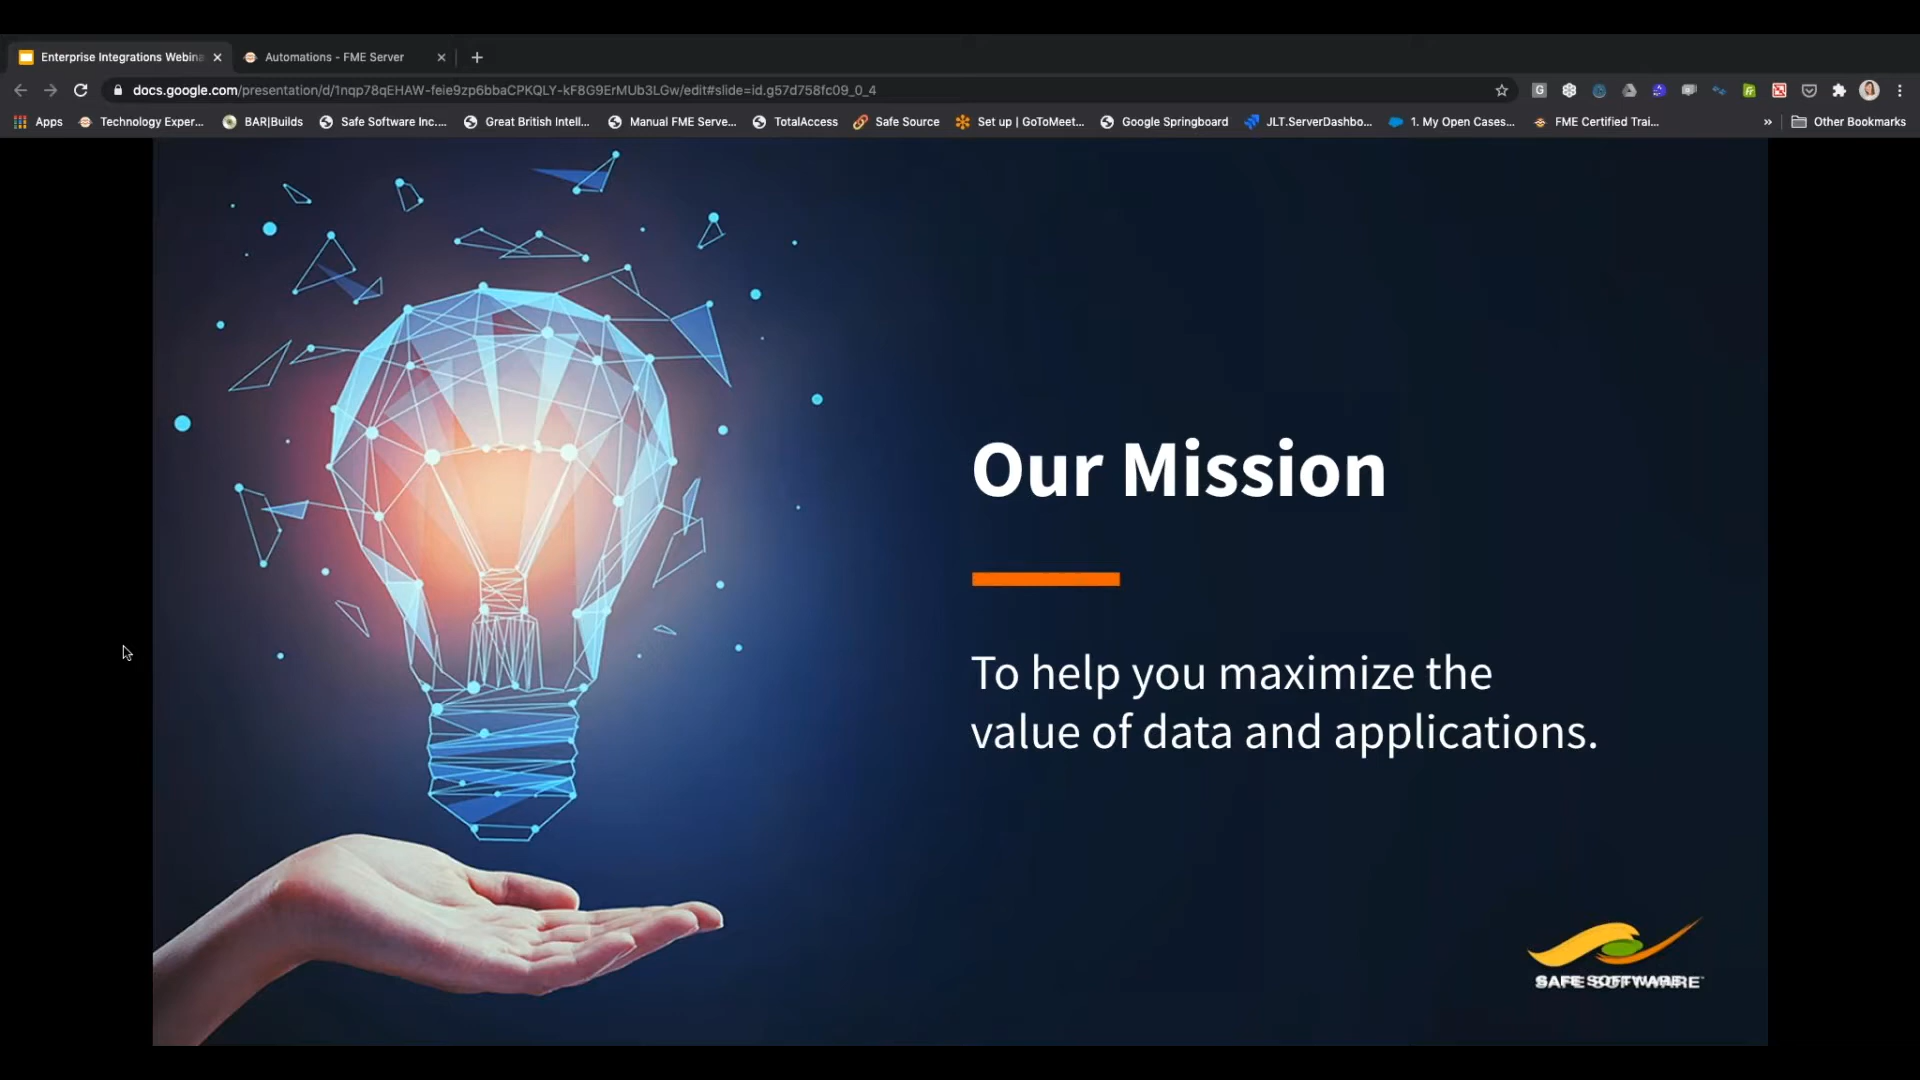 Enterprise Integrations Webina
Automations - FME Server
docs.google.com/presentation/d/1nqp78qEHAW-feie9zp6bbaCPKQLY-kF8G9ErMUb3LGw/edit#slide=id.g57d758fc09_0_4
Apps Technology Exper... BAR|Builds Safe Software Inc.... Great British Intell... Manual FME Serve... TotalAccess Safe Source Set up | GoToMeet... Google Springboard JLT.ServerDashbo... 1. My Open Cases... FME Certified Trai... » Other Bookmarks
Our Mission
To help you maximize the
value of data and applications.
SAFE SOFTWARE